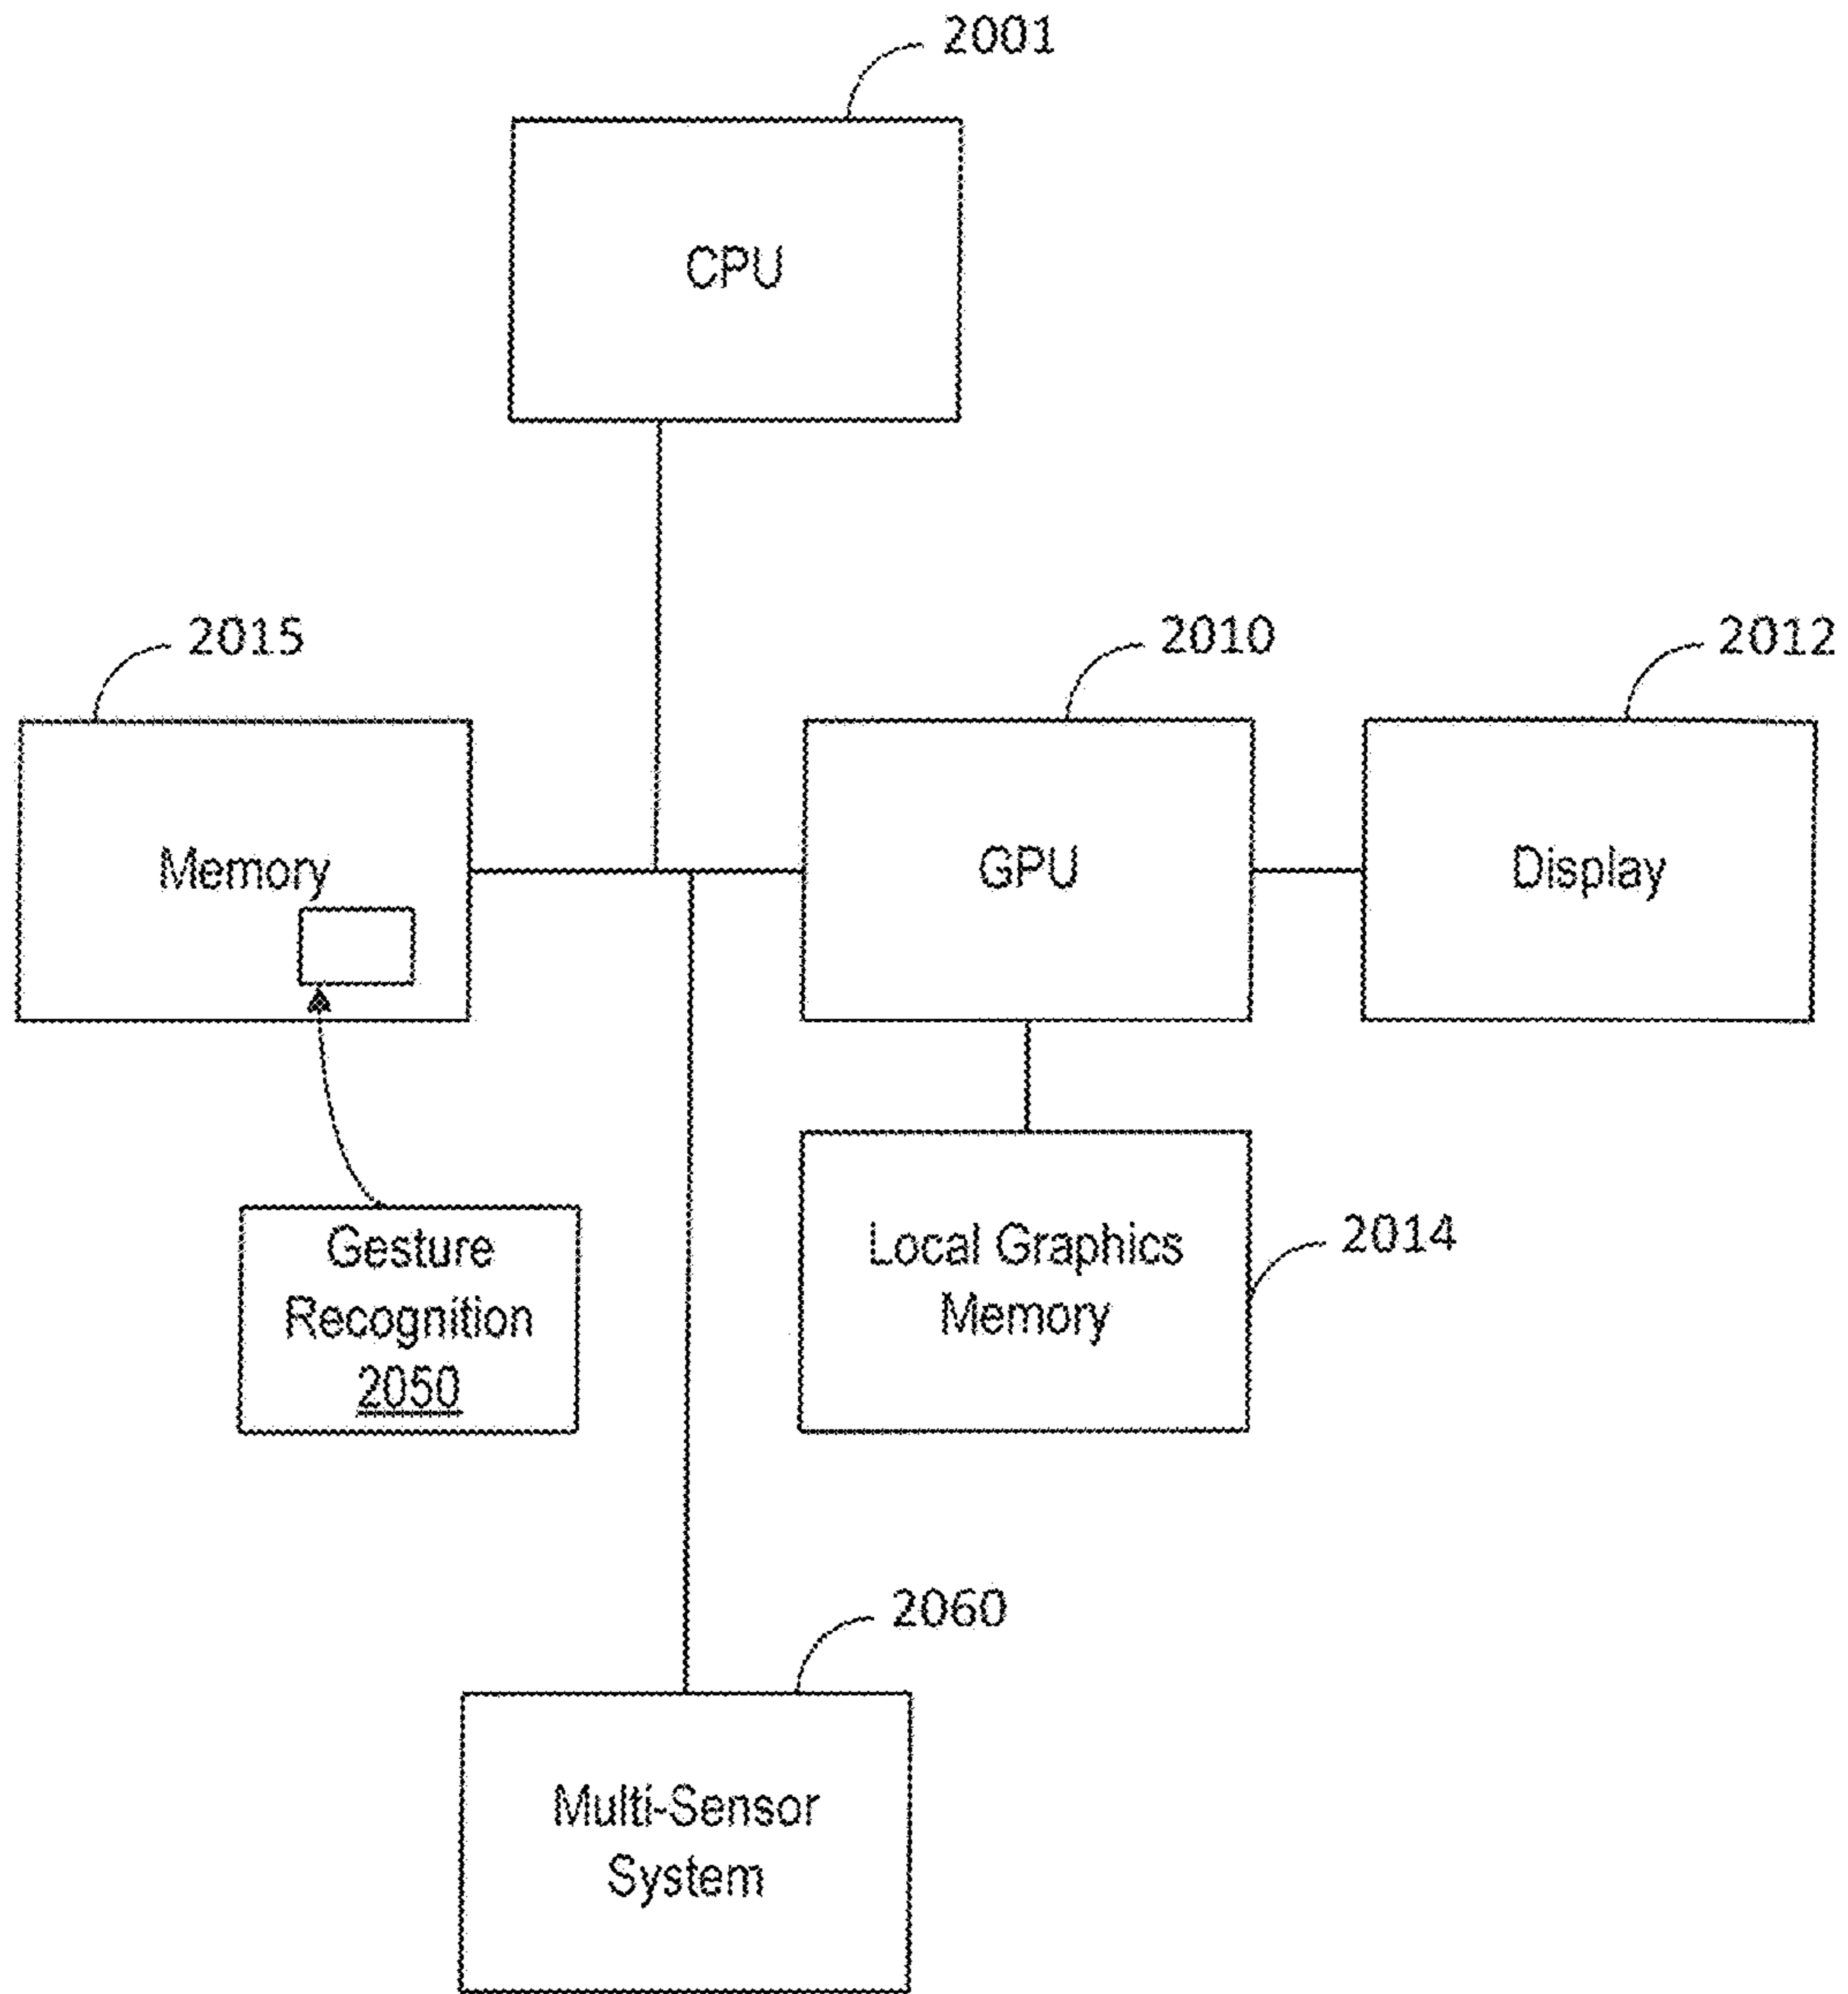 2001
CPU
2015
2010
2012
Memory
GPU
Display
Gesture
Recognition
2050
Local Graphics
Memory
2014
2060
Multi-Sensor
System